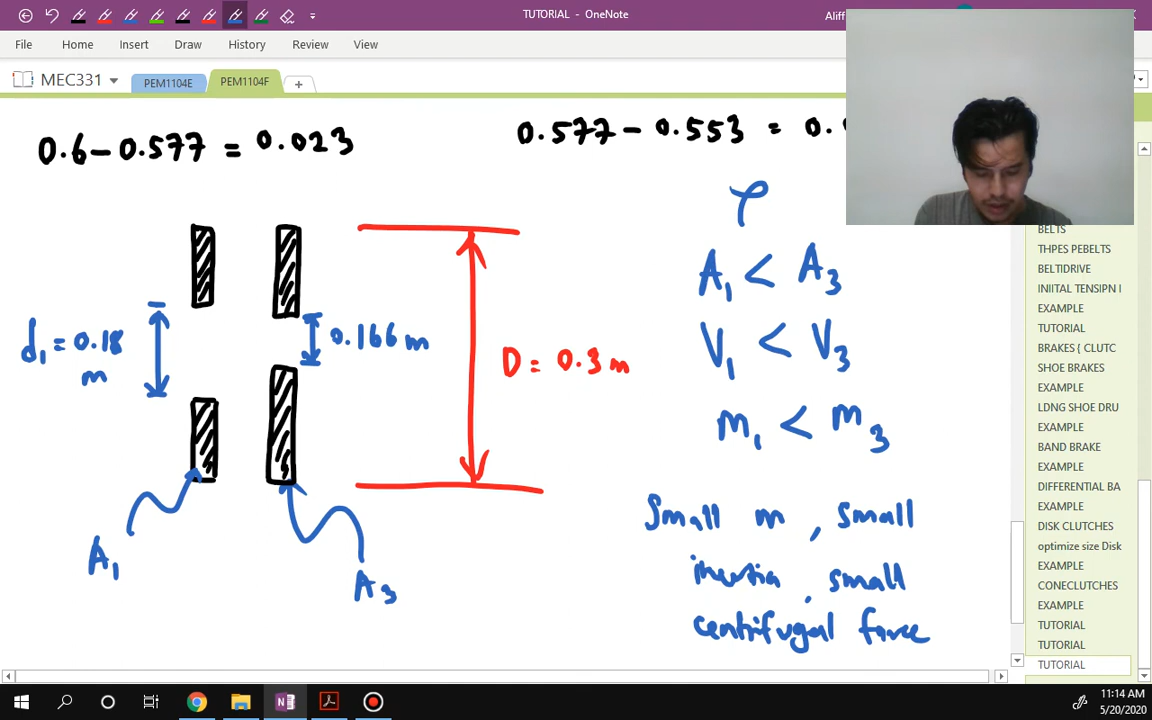 TUTORIAL - OneNote
Aliff
File Home Insert Draw History Review View
MEC331 PEM1104E PEM1104F
0.6 - 0.577 = 0.023
0.577 - 0.553 = 0.
φ
A1 < A3
V1 < V3
m1 < m3
Small m, small
inertia, small
centrifugal force
d1 = 0.18
m
0.166 m
D = 0.3 m
A1
A3
BELTS
THPES PEBELTS
BELTIDRIVE
INIITAL TENSIPN I
EXAMPLE
TUTORIAL
BRAKES { CLUTC
SHOE BRAKES
EXAMPLE
LDNG SHOE DRU
EXAMPLE
BAND BRAKE
EXAMPLE
DIFFERENTIAL BA
EXAMPLE
DISK CLUTCHES
optimize size Disk
EXAMPLE
CONECLUTCHES
EXAMPLE
TUTORIAL
TUTORIAL
TUTORIAL
11:14 AM
5/20/2020